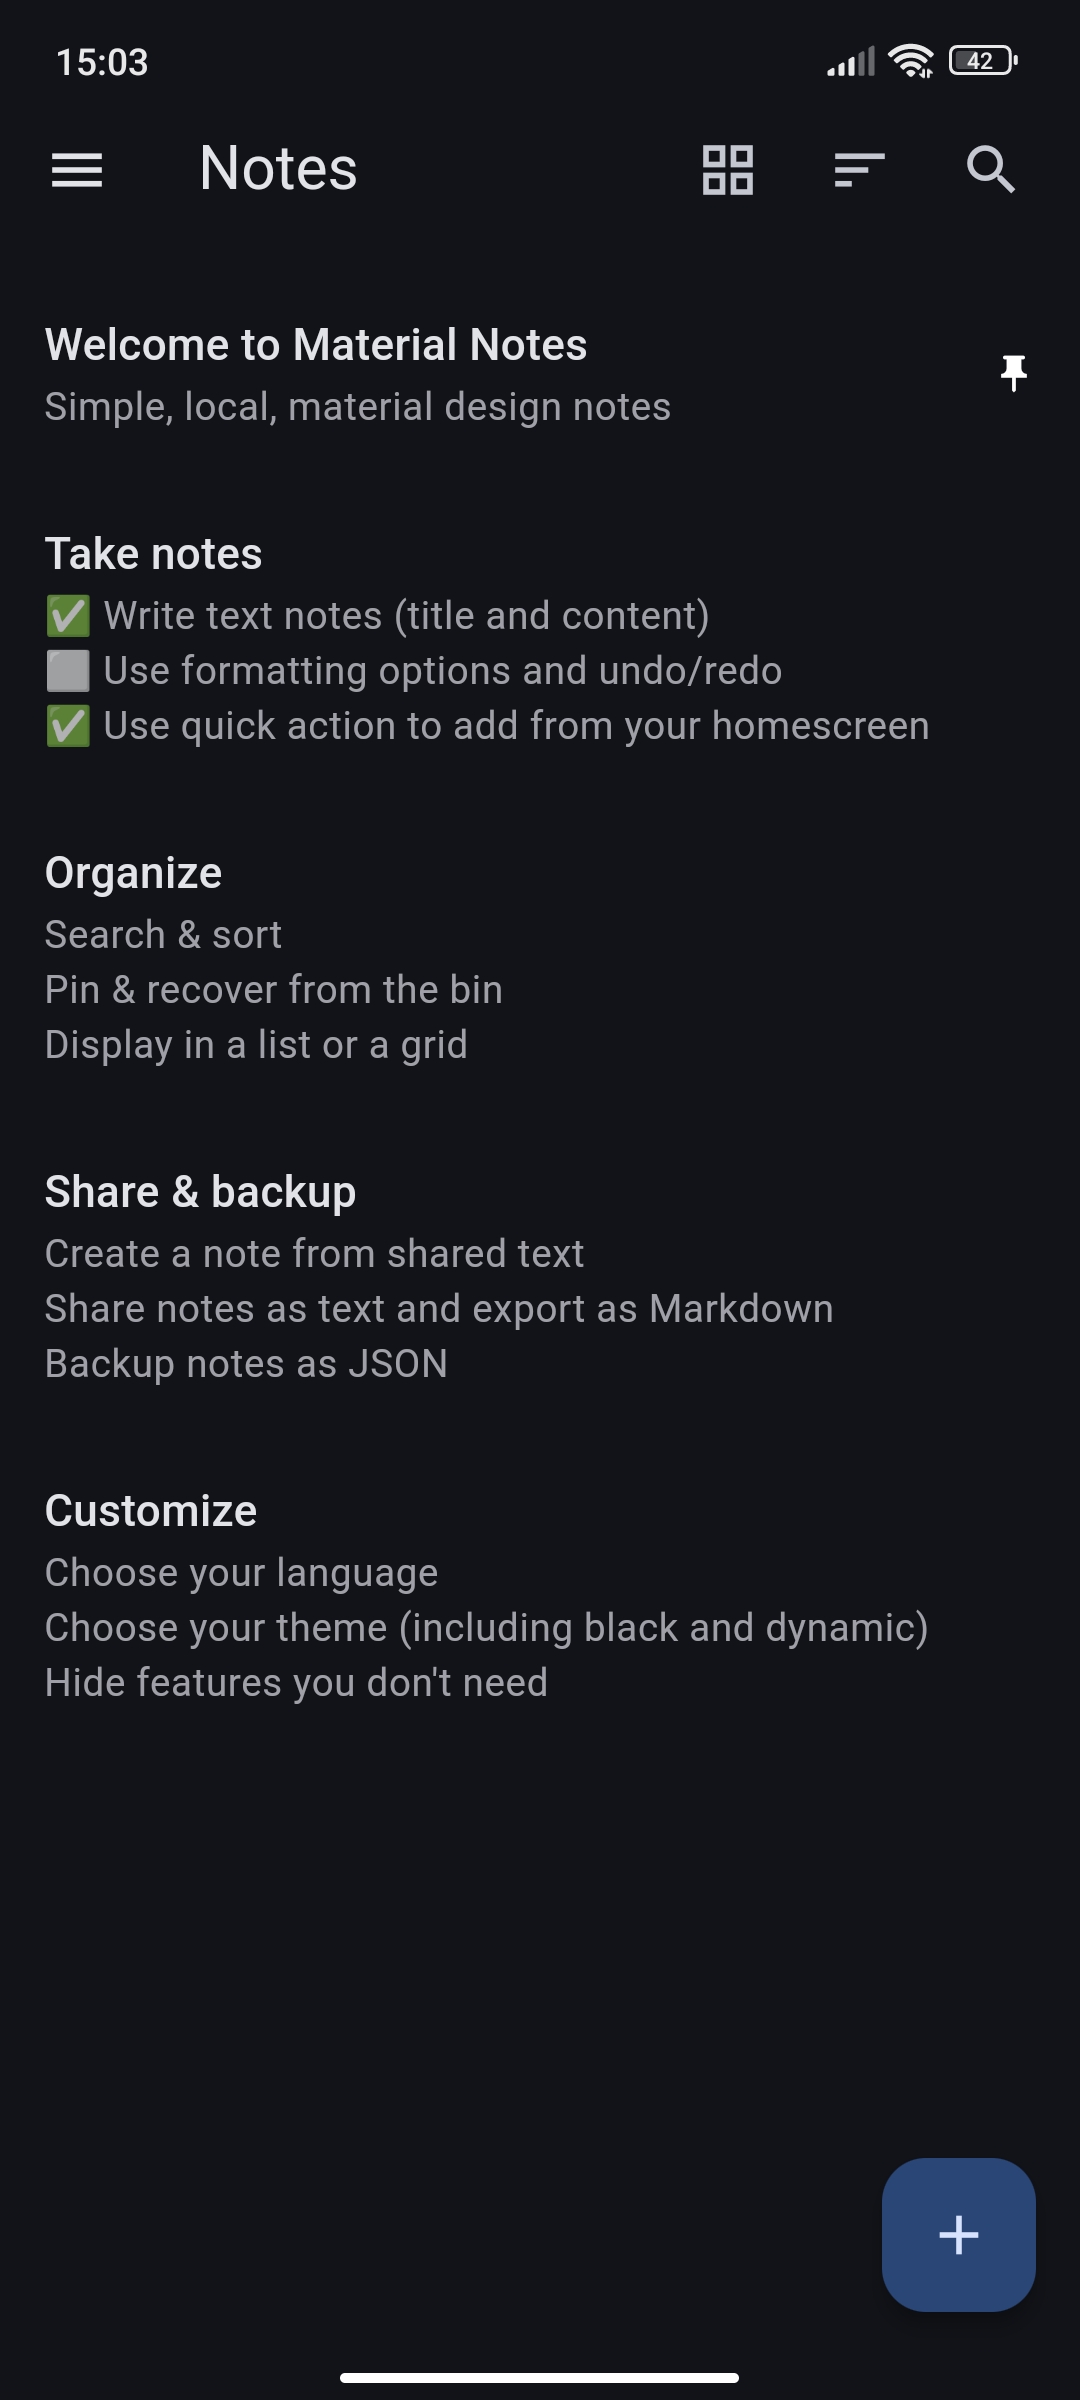 15:03
42
Notes
Welcome to Material Notes
Simple, local, material design notes
Take notes
✅ Write text notes (title and content)
⬜ Use formatting options and undo/redo
✅ Use quick action to add from your homescreen
Organize
Search & sort
Pin & recover from the bin
Display in a list or a grid
Share & backup
Create a note from shared text
Share notes as text and export as Markdown
Backup notes as JSON
Customize
Choose your language
Choose your theme (including black and dynamic)
Hide features you don't need